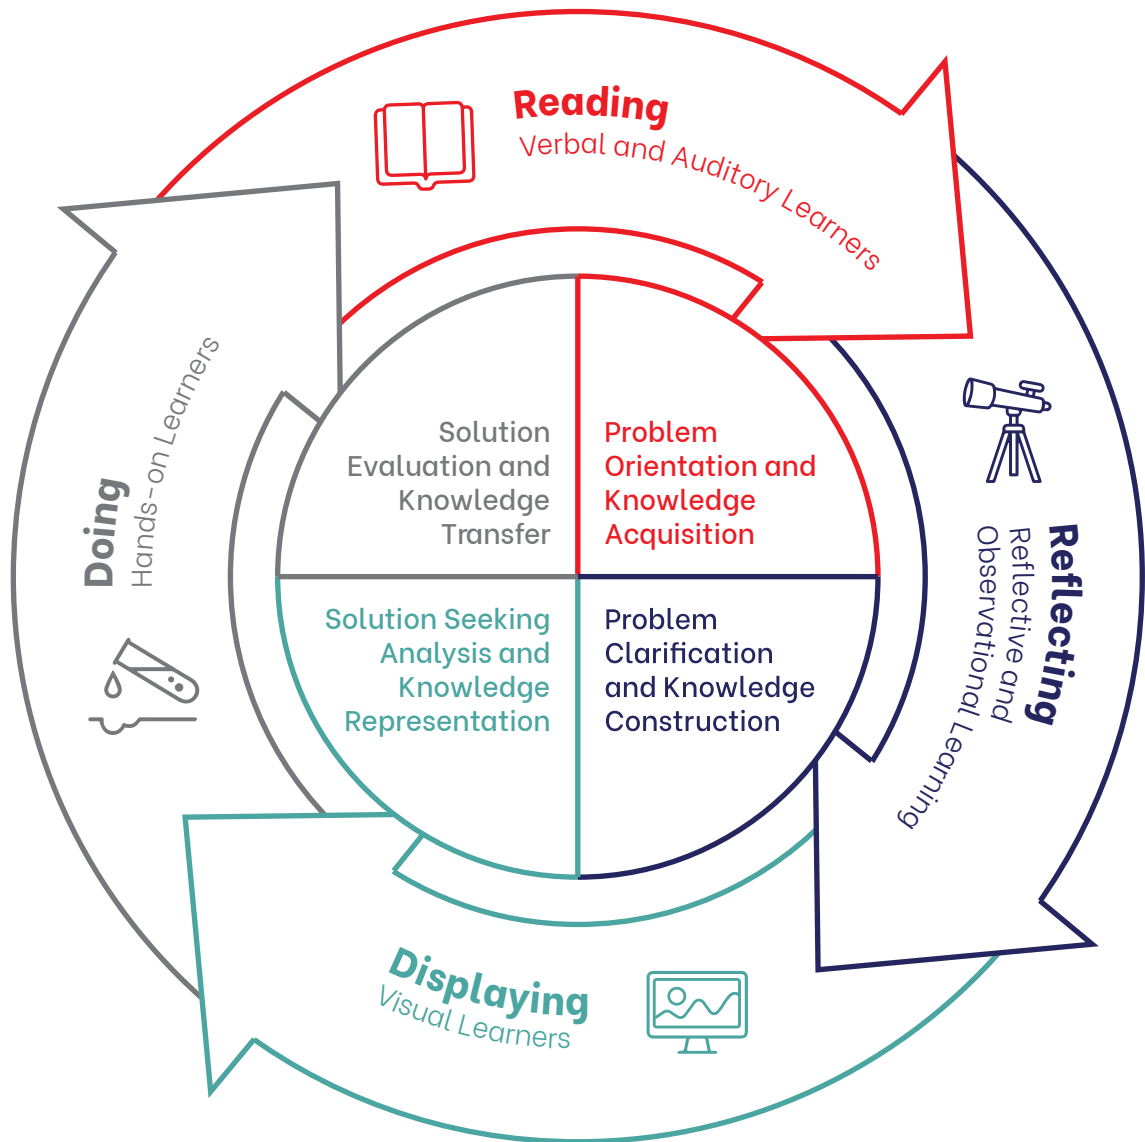 Reading
Verbal and Auditory Learners
Reflecting
Reflective and
Observational Learning
Displaying
Visual Learners
Doing
Hands-on Learners
Problem
Orientation and
Knowledge
Acquisition
Problem
Clarification
and Knowledge
Construction
Solution Seeking
Analysis and
Knowledge
Representation
Solution
Evaluation and
Knowledge
Transfer